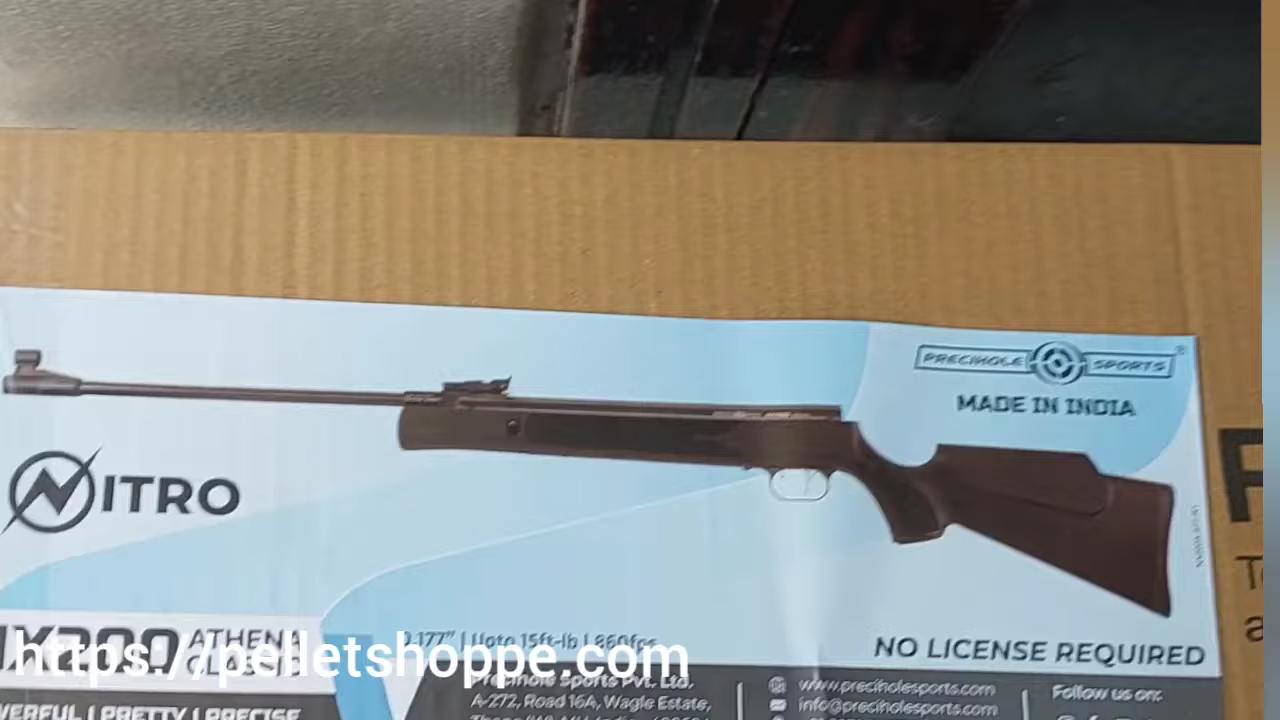 PRECIHOLE SPORTS
MADE IN INDIA
NITRO
NX200 ATHENA
CLASSIC
0.177" | Upto 15ft-lb | 860fps
NO LICENSE REQUIRED
https://pelletshoppe.com
Precihole Sports Pvt. Ltd.
A-272, Road 16A, Wagle Estate,
www.preciholesports.com
info@preciholesports.com
Follow us on:
POWERFUL | PRETTY | PRECISE